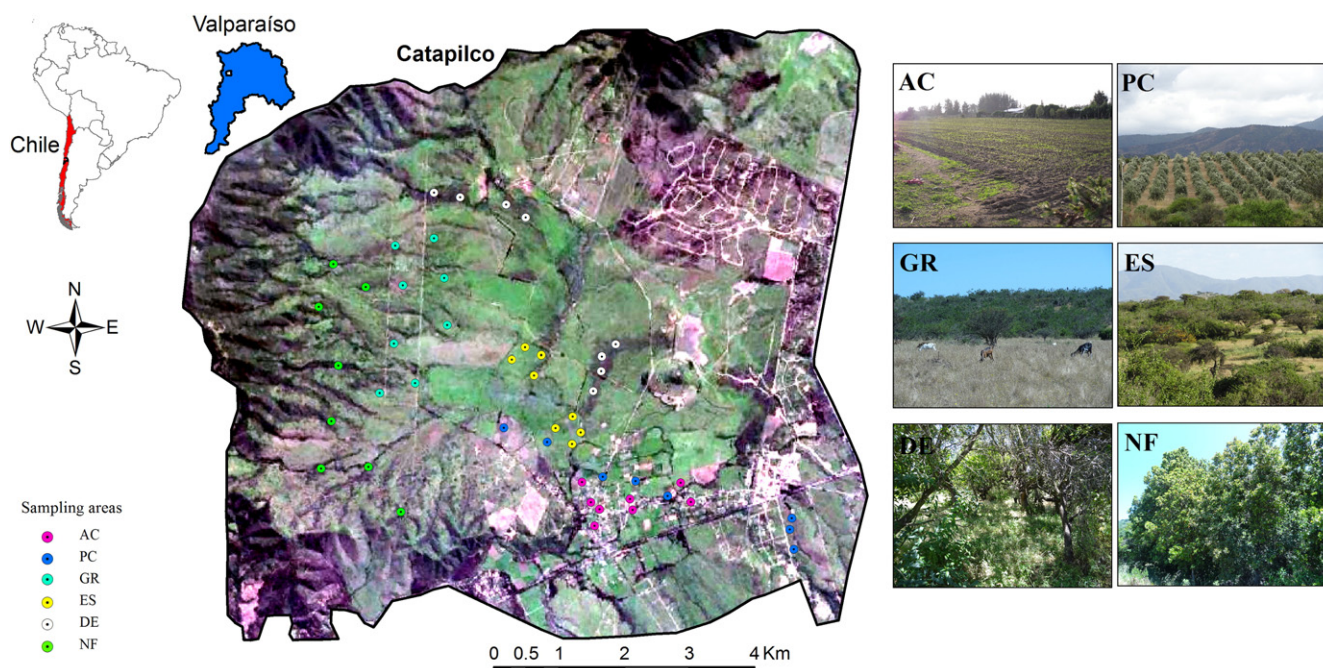 Valparaíso
Catapilco
Chile
N
W E
S
Sampling areas
AC
PC
GR
ES
DE
NF
0 0.5 1 2 3 4 Km
AC PC
GR ES
DE NF